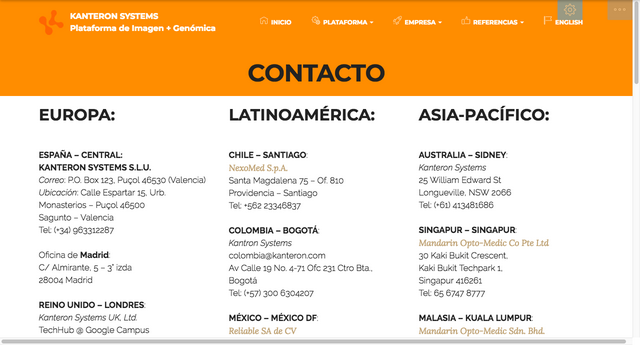 KANTERON SYSTEMS
Plataforma de Imagen + Genómica
INICIO
PLATAFORMA
EMPRESA
REFERENCIAS
ENGLISH
CONTACTO
EUROPA:
ESPAÑA – CENTRAL:
KANTERON SYSTEMS S.L.U.
Correo: P.O. Box 123, Puçol 46530 (Valencia)
Ubicación: Calle Espartar 15, Urb.
Monasterios – Puçol 46500
Sagunto – Valencia
Tel: (+34) 963312287
Oficina de Madrid:
C/ Almirante, 5 – 3° izda
28004 Madrid
REINO UNIDO – LONDRES:
Kanteron Systems UK, Ltd.
TechHub @ Google Campus
LATINOAMÉRICA:
CHILE – SANTIAGO:
NexoMed S.p.A.
Santa Magdalena 75 – Of. 810
Providencia – Santiago
Tel: +562 23346837
COLOMBIA – BOGOTÁ:
Kantron Systems
colombia@kanteron.com
Av Calle 19 No. 4-71 Ofc 231 Ctro Bta.,
Bogotá
Tel: (+57) 300 6304207
MÉXICO – MÉXICO DF:
Reliable SA de CV
ASIA-PACÍFICO:
AUSTRALIA – SIDNEY:
Kanteron Systems
25 William Edward St
Longueville, NSW 2066
Tel: (+61) 413481686
SINGAPUR – SINGAPUR:
Mandarin Opto-Medic Co Pte Ltd
30 Kaki Bukit Crescent,
Kaki Bukit Techpark 1,
Singapur 416261
Tel: 65 6747 8777
MALASIA – KUALA LUMPUR:
Mandarin Opto-Medic Sdn. Bhd.